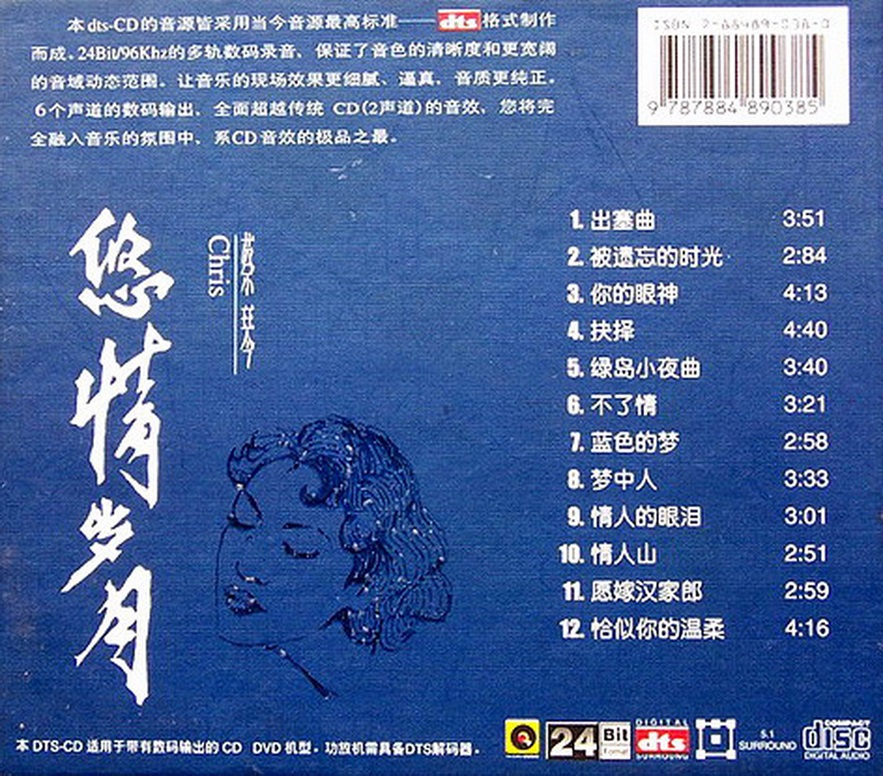 本dts-CD的音源皆采用当今音源最高标准——dts格式制作
而成。24Bit/96Khz的多轨数码录音，保证了音色的清晰度和更宽阔
的音域动态范围。让音乐的现场效果更细腻、逼真，音质更纯正。
6个声道的数码输出，全面超越传统 CD(2声道)的音效，您将完
全融入音乐的氛围中，系CD音效的极品之最。
9 787884 890385
悠情岁月
蔡琴
Chris
1. 出塞曲 3:51
2. 被遗忘的时光 2:84
3. 你的眼神 4:13
4. 抉择 4:40
5. 绿岛小夜曲 3:40
6. 不了情 3:21
7. 蓝色的梦 2:58
8. 梦中人 3:33
9. 情人的眼泪 3:01
10. 情人山 2:51
11. 愿嫁汉家郎 2:59
12. 恰似你的温柔 4:16
本 DTS-CD 适用于带有数码输出的 CD DVD 机型。功放机需具备DTS解码器。
24 Bit Format
DIGITAL dts SURROUND
5.1 SURROUND
COMPACT disc DIGITAL AUDIO